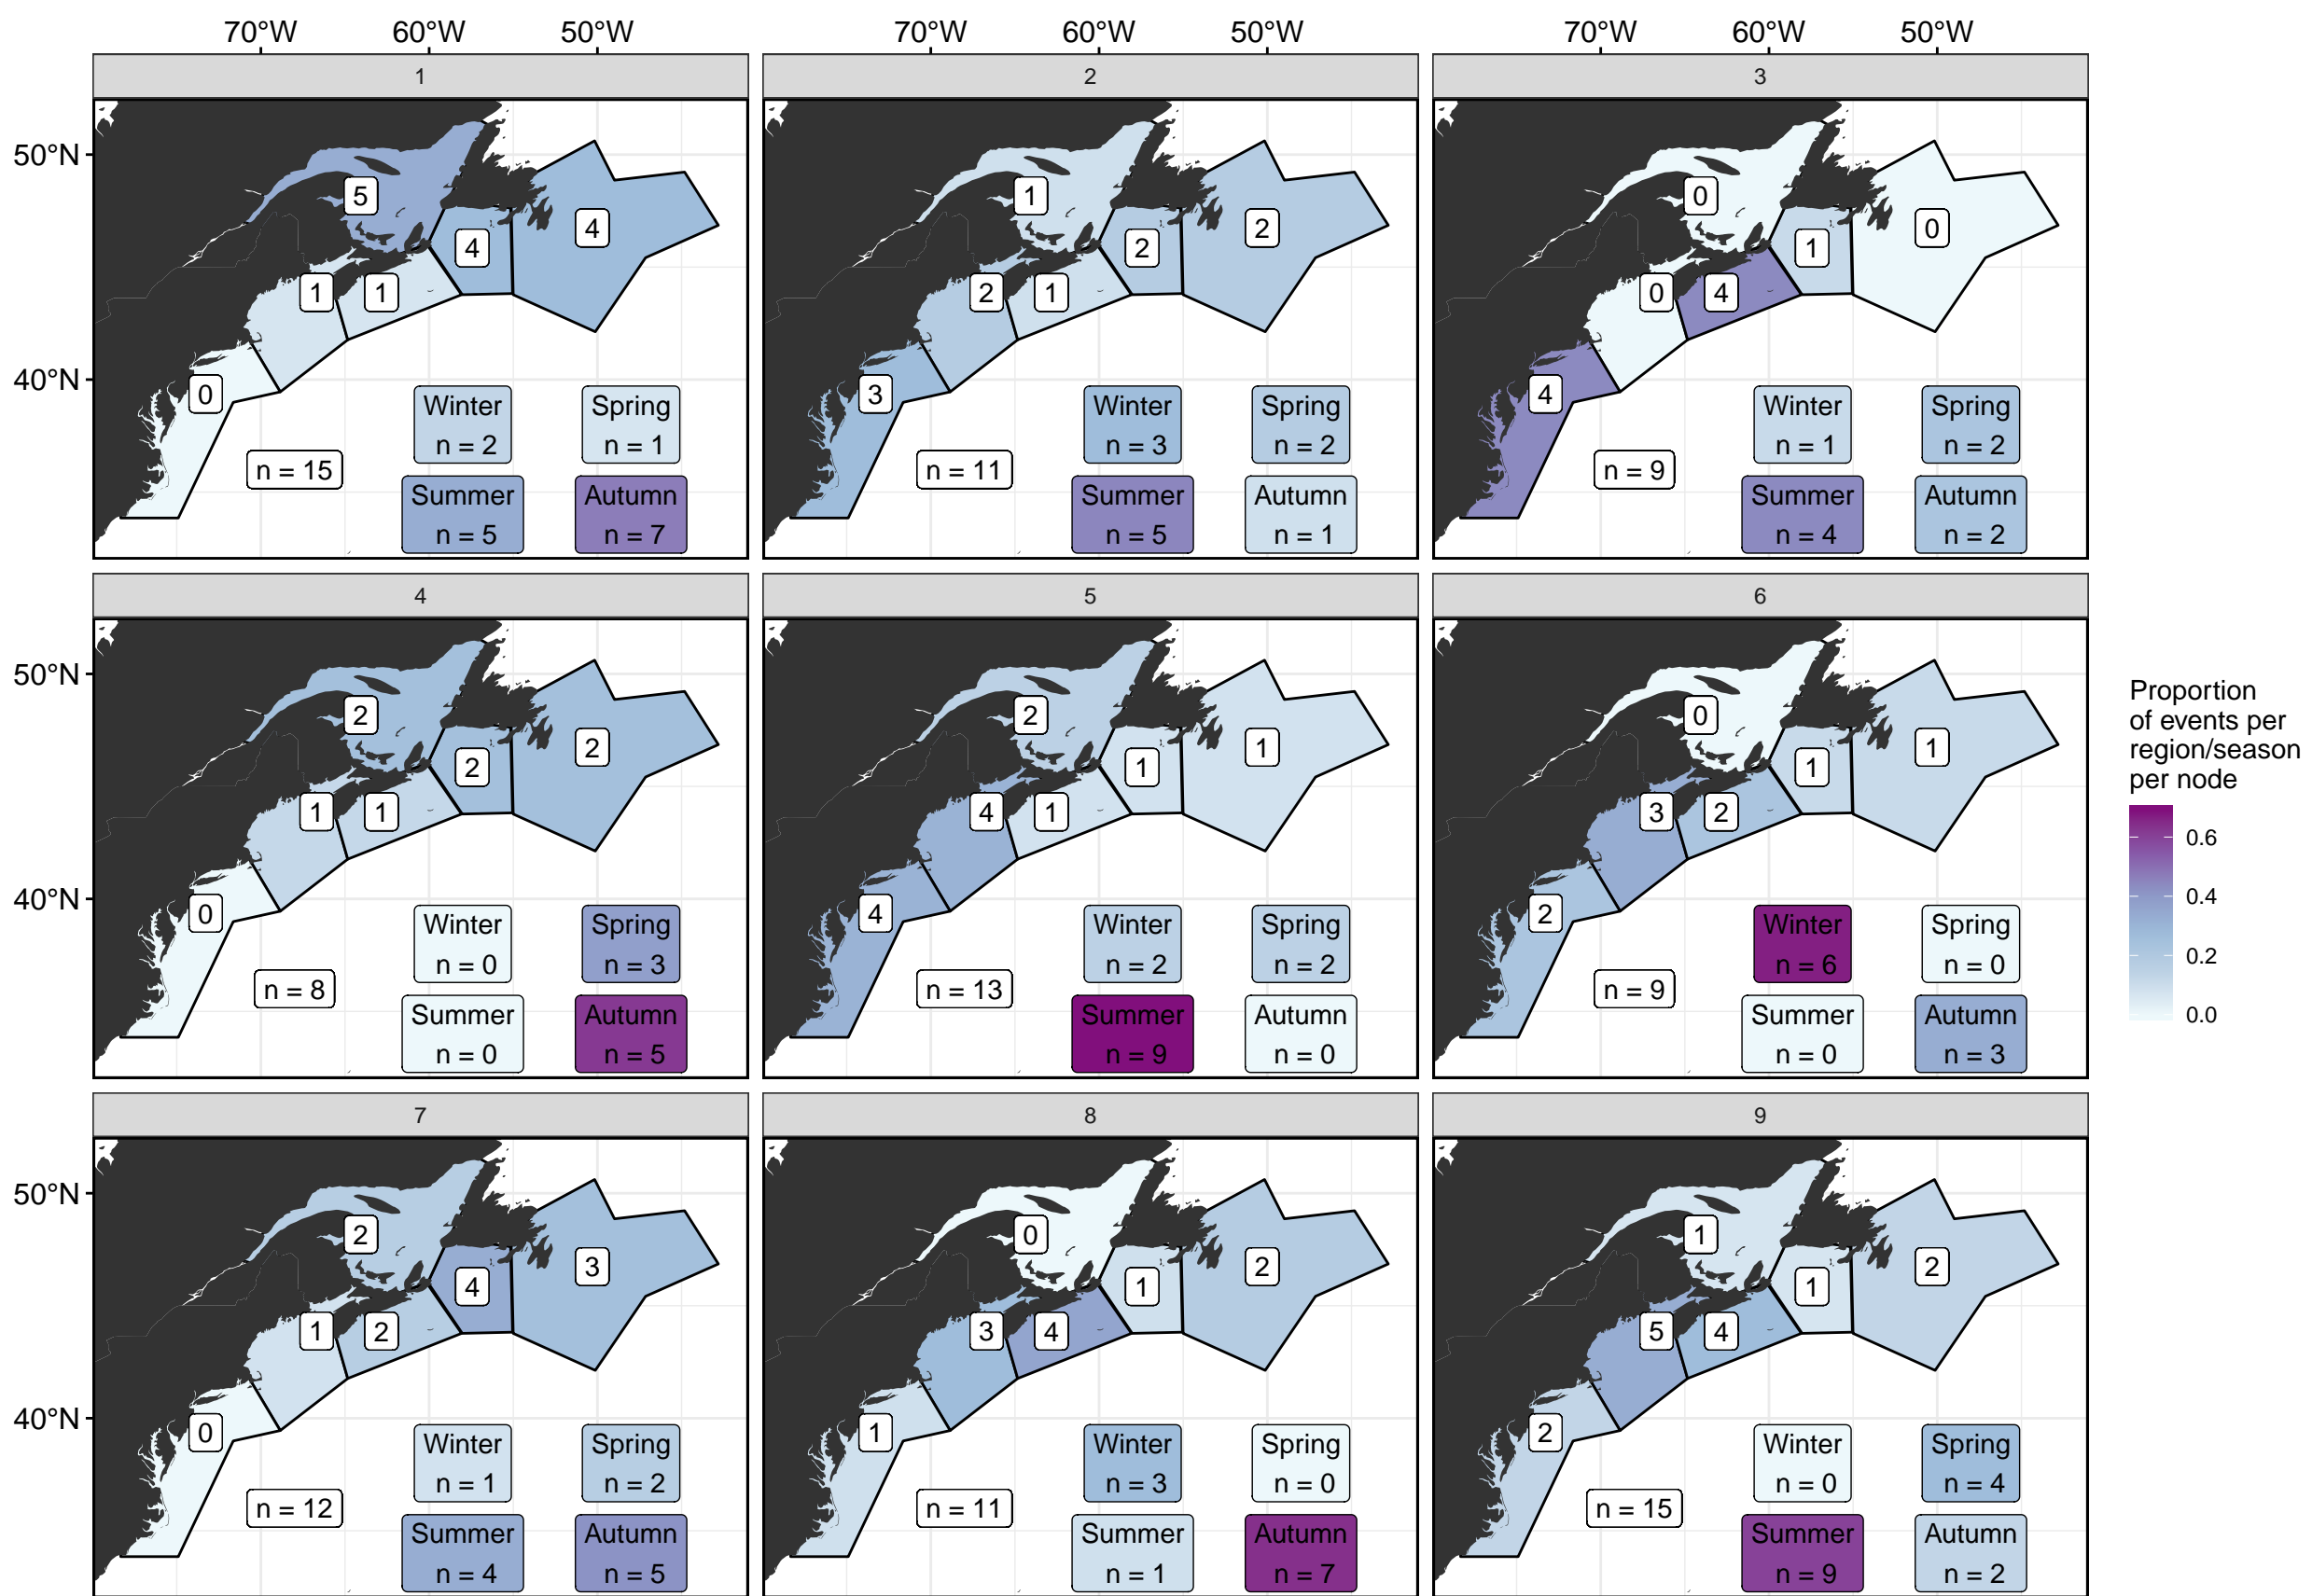 70°W 60°W 50°W 70°W 60°W 50°W 70°W 60°W 50°W
1 2 3
50°N
5 4 4 1 1 0
Winter n = 2
Spring n = 1
n = 15
Summer n = 5
Autumn n = 7
1 2 2 2 1 3
Winter n = 3
Spring n = 2
n = 11
Summer n = 5
Autumn n = 1
0 1 0 0 4 4
Winter n = 1
Spring n = 2
n = 9
Summer n = 4
Autumn n = 2
40°N
4 5 6
50°N
2 2 2 1 1 0
Winter n = 0
Spring n = 3
n = 8
Summer n = 0
Autumn n = 5
2 1 1 4 1 4
Winter n = 2
Spring n = 2
n = 13
Summer n = 9
Autumn n = 0
0 1 1 3 2 2
Winter n = 6
Spring n = 0
n = 9
Summer n = 0
Autumn n = 3
40°N
7 8 9
50°N
2 4 3 1 2 0
Winter n = 1
Spring n = 2
n = 12
Summer n = 4
Autumn n = 5
0 1 2 3 4 1
Winter n = 3
Spring n = 0
n = 11
Summer n = 1
Autumn n = 7
1 1 2 5 4 2
Winter n = 0
Spring n = 4
n = 15
Summer n = 9
Autumn n = 2
40°N
Proportion
of events per
region/season
per node
0.6
0.4
0.2
0.0